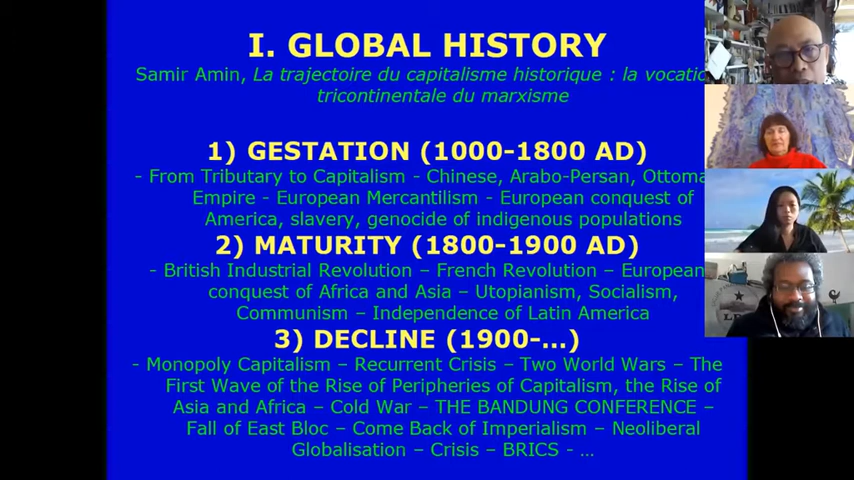 I. GLOBAL HISTORY
Samir Amin, La trajectoire du capitalisme historique : la
tricontinentale du marxisme
1) GESTATION (1000-1800 AD)
- From Tributary to Capitalism - Chinese, Arabo-Persan,
Empire - European Mercantilism - European conquest of
America, slavery, genocide of indigenous populations
2) MATURITY (1800-1900 AD)
- British Industrial Revolution – French Revolution – European
conquest of Africa and Asia – Utopianism, Socialism,
Communism – Independence of Latin America
3) DECLINE (1900-...)
- Monopoly Capitalism – Recurrent Crisis – Two World Wars – The
First Wave of the Rise of Peripheries of Capitalism, the Rise of
Asia and Africa – Cold War – THE BANDUNG CONFERENCE –
Fall of East Bloc – Come Back of Imperialism – Neoliberal
Globalisation – Crisis – BRICS - ...